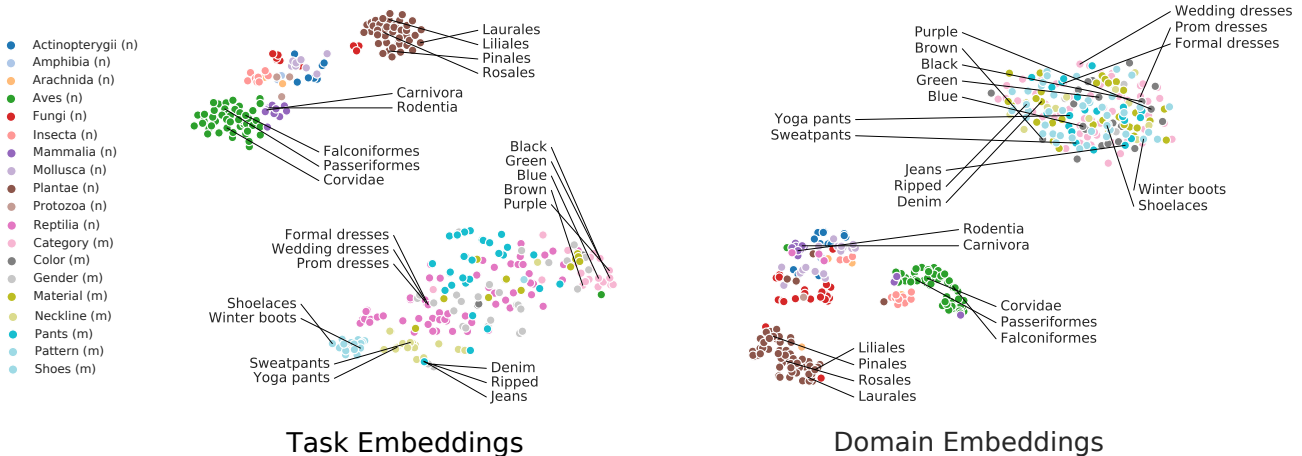 Actinopterygii (n)
Amphibia (n)
Arachnida (n)
Aves (n)
Fungi (n)
Insecta (n)
Mammalia (n)
Mollusca (n)
Plantae (n)
Protozoa (n)
Reptilia (n)
Category (m)
Color (m)
Gender (m)
Material (m)
Neckline (m)
Pants (m)
Pattern (m)
Shoes (m)
Laurales
Liliales
Pinales
Rosales
Carnivora
Rodentia
Falconiformes
Passeriformes
Corvidae
Black
Green
Blue
Brown
Purple
Formal dresses
Wedding dresses
Prom dresses
Shoelaces
Winter boots
Sweatpants
Yoga pants
Denim
Ripped
Jeans
Task Embeddings
Wedding dresses
Prom dresses
Formal dresses
Purple
Brown
Black
Green
Blue
Yoga pants
Sweatpants
Jeans
Ripped
Denim
Winter boots
Shoelaces
Rodentia
Carnivora
Corvidae
Passeriformes
Falconiformes
Liliales
Pinales
Rosales
Laurales
Domain Embeddings